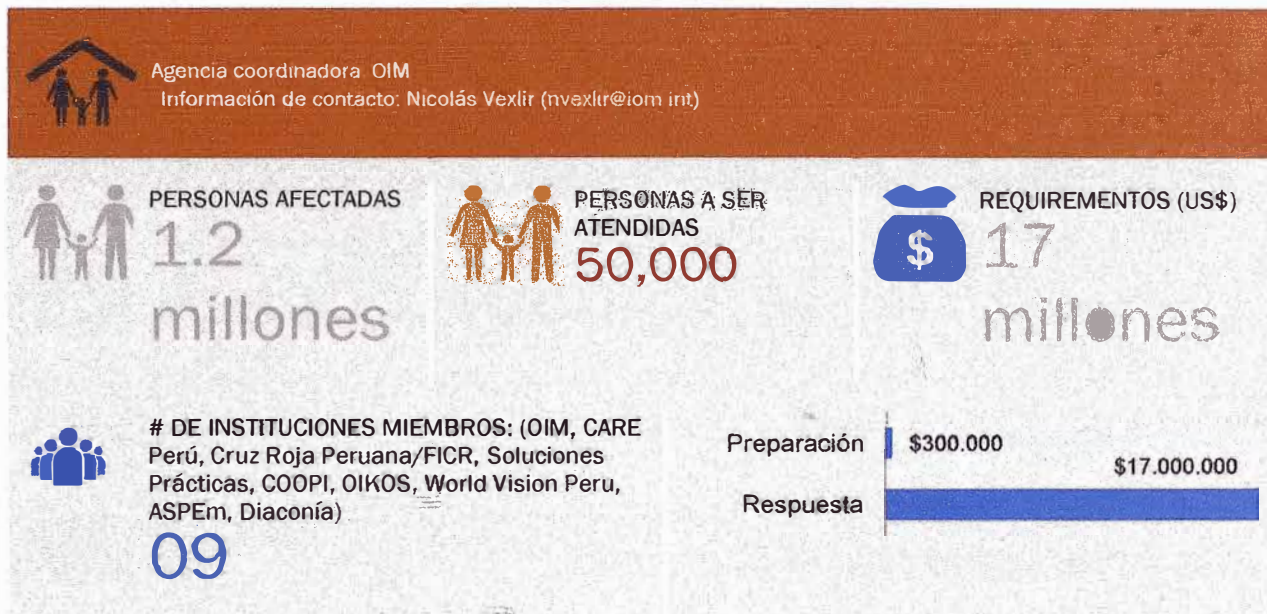 Agencia coordinadora OIM
Información de contacto: Nicolás Vexlir (nvexlir@iom int)
PERSONAS AFECTADAS
1.2
millones
PERSONAS A SER
ATENDIDAS
50,000
REQUIREMENTOS (US$)
$
17
millones
# DE INSTITUCIONES MIEMBROS: (OIM, CARE
Perú, Cruz Roja Peruana/FICR, Soluciones
Prácticas, COOPI, OIKOS, World Vision Peru,
ASPEm, Diaconía)
09
Preparación $300.000
$17.000.000
Respuesta